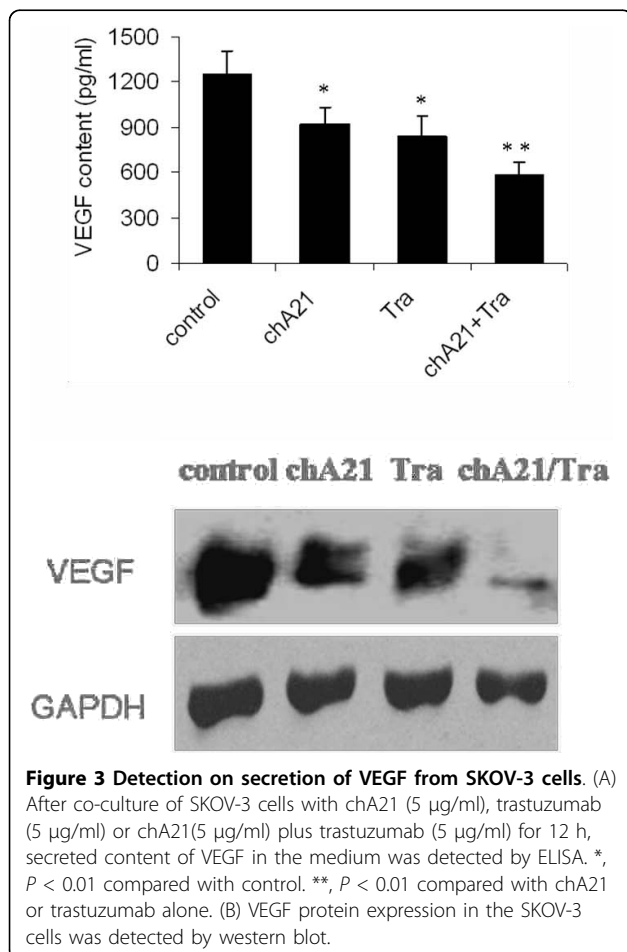 1500
1200
900
600
300
0
VEGF content (pg/ml)
*
*
**
control
chA21
Tra
chA21+Tra
control chA21 Tra chA21/Tra
VEGF
GAPDH
Figure 3 Detection on secretion of VEGF from SKOV-3 cells. (A)
After co-culture of SKOV-3 cells with chA21 (5 μg/ml), trastuzumab
(5 μg/ml) or chA21(5 μg/ml) plus trastuzumab (5 μg/ml) for 12 h,
secreted content of VEGF in the medium was detected by ELISA. *,
P < 0.01 compared with control. **, P < 0.01 compared with chA21
or trastuzumab alone. (B) VEGF protein expression in the SKOV-3
cells was detected by western blot.